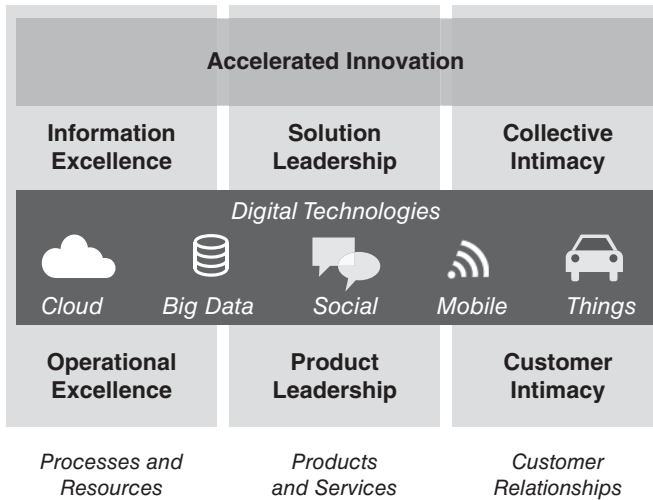 Accelerated Innovation
Information
Excellence
Solution
Leadership
Collective
Intimacy
Digital Technologies
Cloud
Big Data
Social
Mobile
Things
Operational
Excellence
Product
Leadership
Customer
Intimacy
Processes and
Resources
Products
and Services
Customer
Relationships